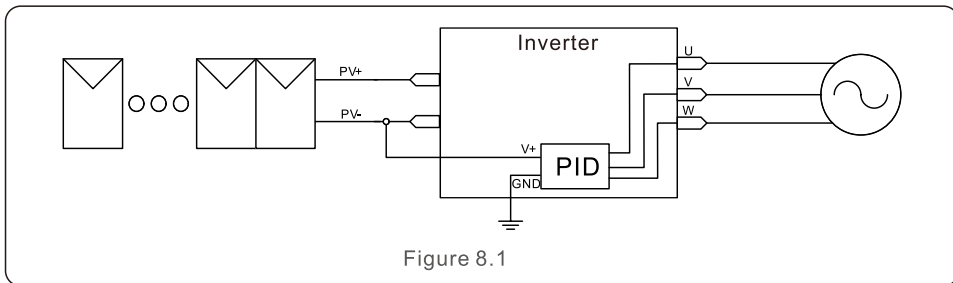 Inverter
PV+
PV-
U
V
W
V+
PID
GND
Figure 8.1